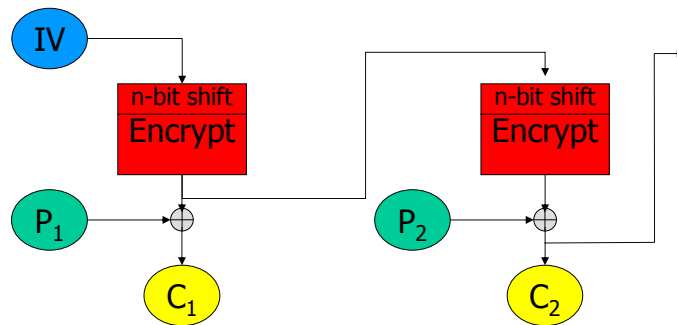 IV
n-bit shift
Encrypt
n-bit shift
Encrypt
P1
P2
C1
C2